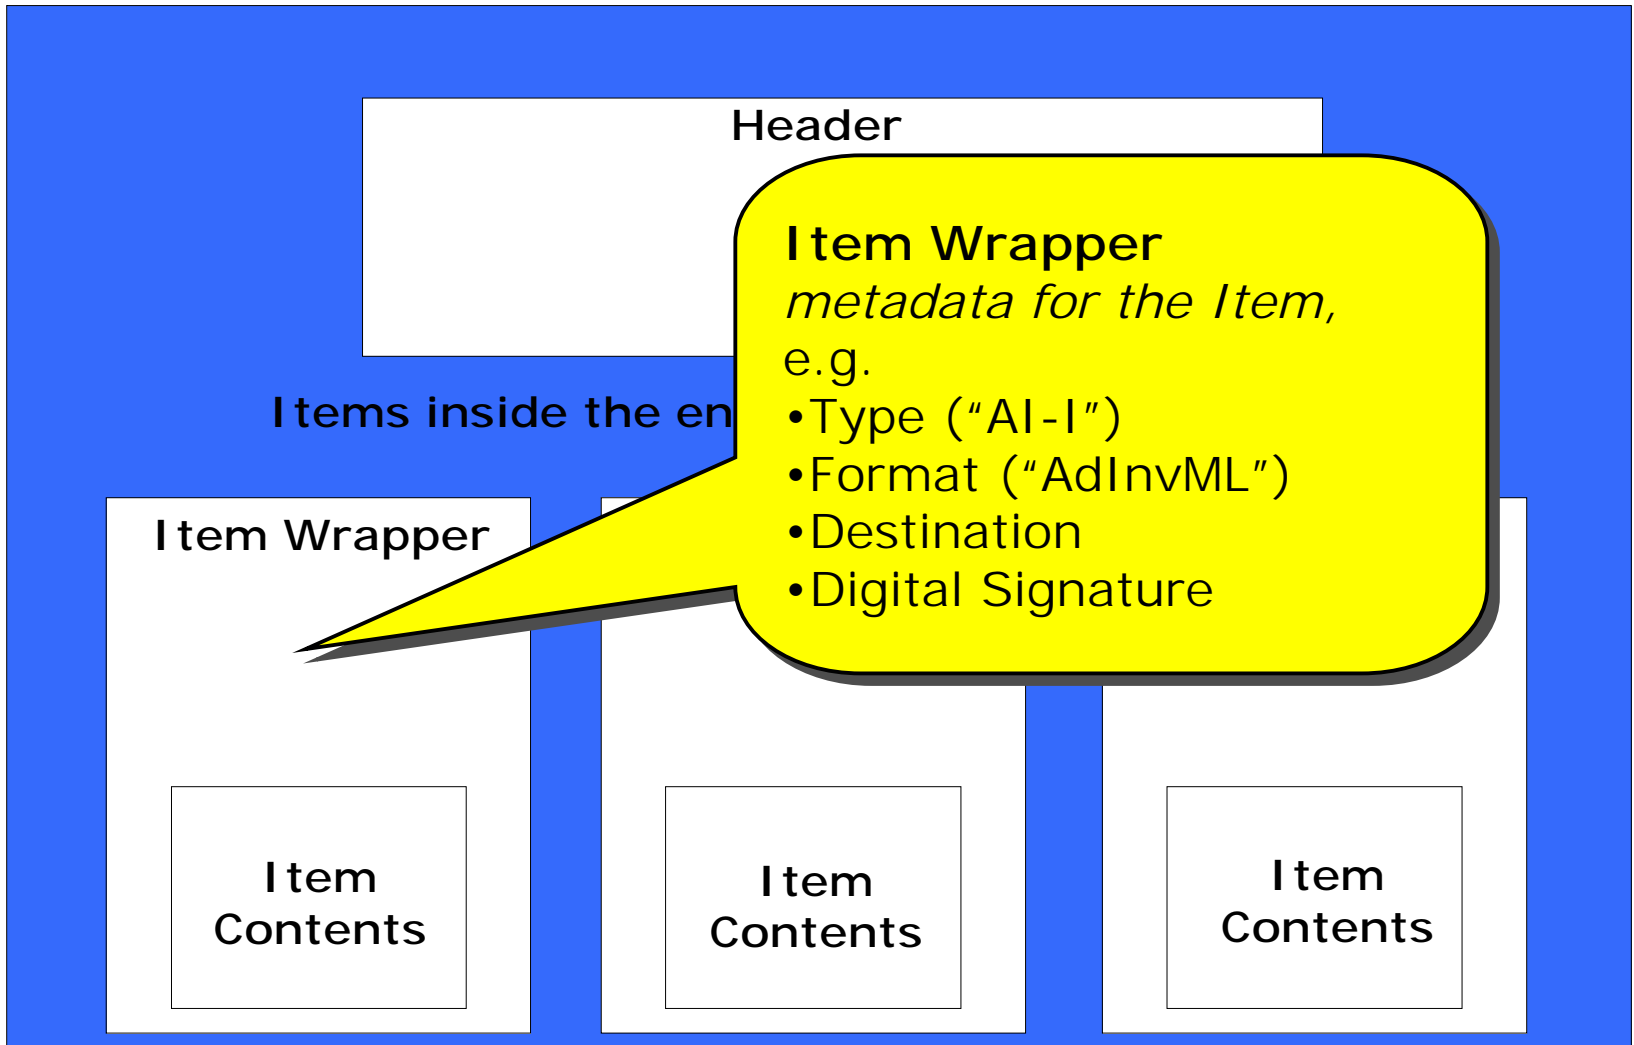 Header
Item Wrapper
metadata for the Item,
e.g.
•Type ("AI-I")
•Format ("AdInvML")
•Destination
•Digital Signature
Items inside the en
Item Wrapper
Item
Contents
Item
Contents
Item
Contents